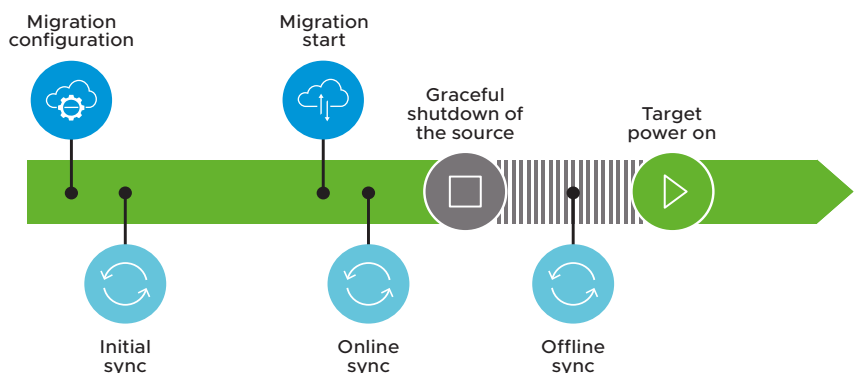 Migration
configuration
Migration
start
Graceful
shutdown of
the source
Target
power on
Initial
sync
Online
sync
Offline
sync